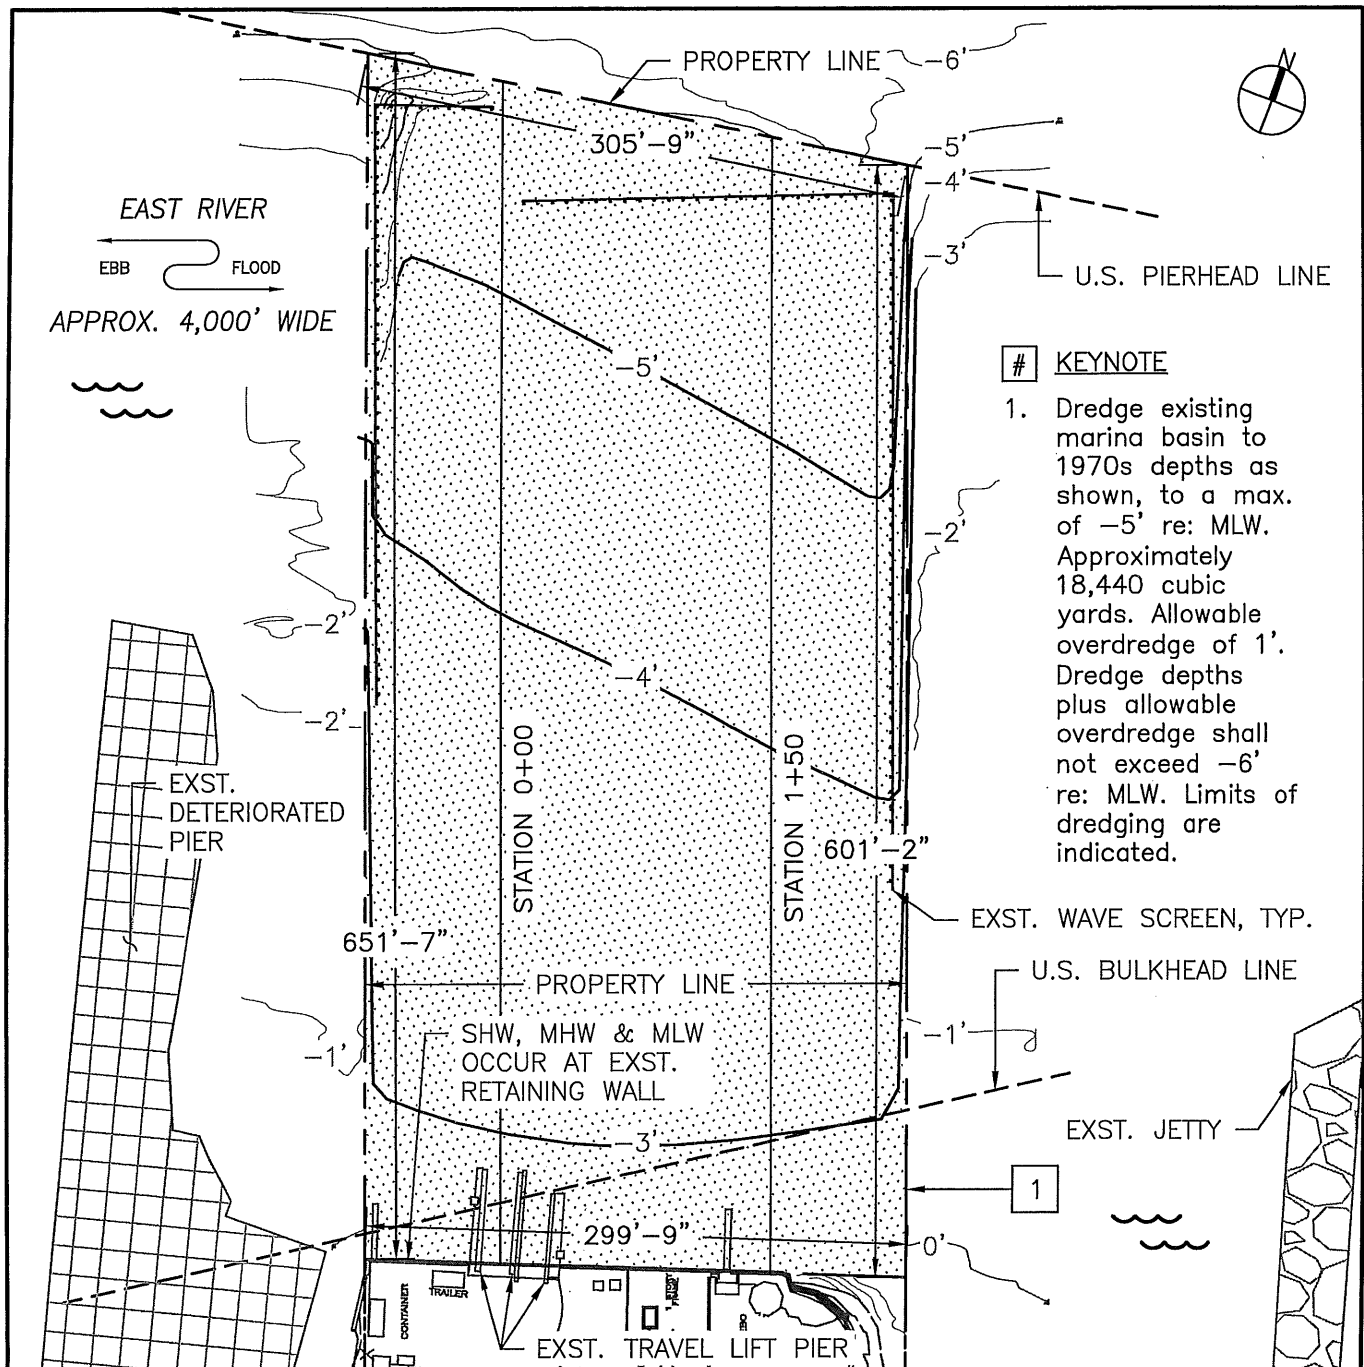 N
PROPERTY LINE
-6'
305'-9"
-5'
-4'
-3'
EAST RIVER
EBB
FLOOD
APPROX. 4,000' WIDE
U.S. PIERHEAD LINE
# KEYNOTE
1. Dredge existing
marina basin to
1970s depths as
shown, to a max.
of -5' re: MLW.
Approximately
18,440 cubic
yards. Allowable
overdredge of 1'.
Dredge depths
plus allowable
overdredge shall
not exceed -6'
re: MLW. Limits of
dredging are
indicated.
-5'
-2'
-2'
-4'
-2'
STATION 0+00
STATION 1+50
EXST.
DETERIORATED
PIER
601'-2"
EXST. WAVE SCREEN, TYP.
651'-7"
U.S. BULKHEAD LINE
PROPERTY LINE
SHW, MHW & MLW
OCCUR AT EXST.
RETAINING WALL
-1'
-1'
EXST. JETTY
-3'
1
299'-9"
0'
TRAILER
CONTAINER
EXST. TRAVEL LIFT PIER